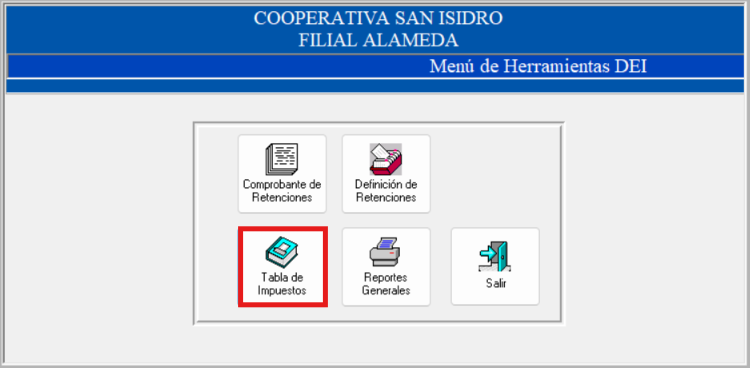 COOPERATIVA SAN ISIDRO
FILIAL ALAMEDA
Menú de Herramientas DEI
Comprobante de
Retenciones
Definición de
Retenciones
Tabla de
Impuestos
Reportes
Generales
Salir